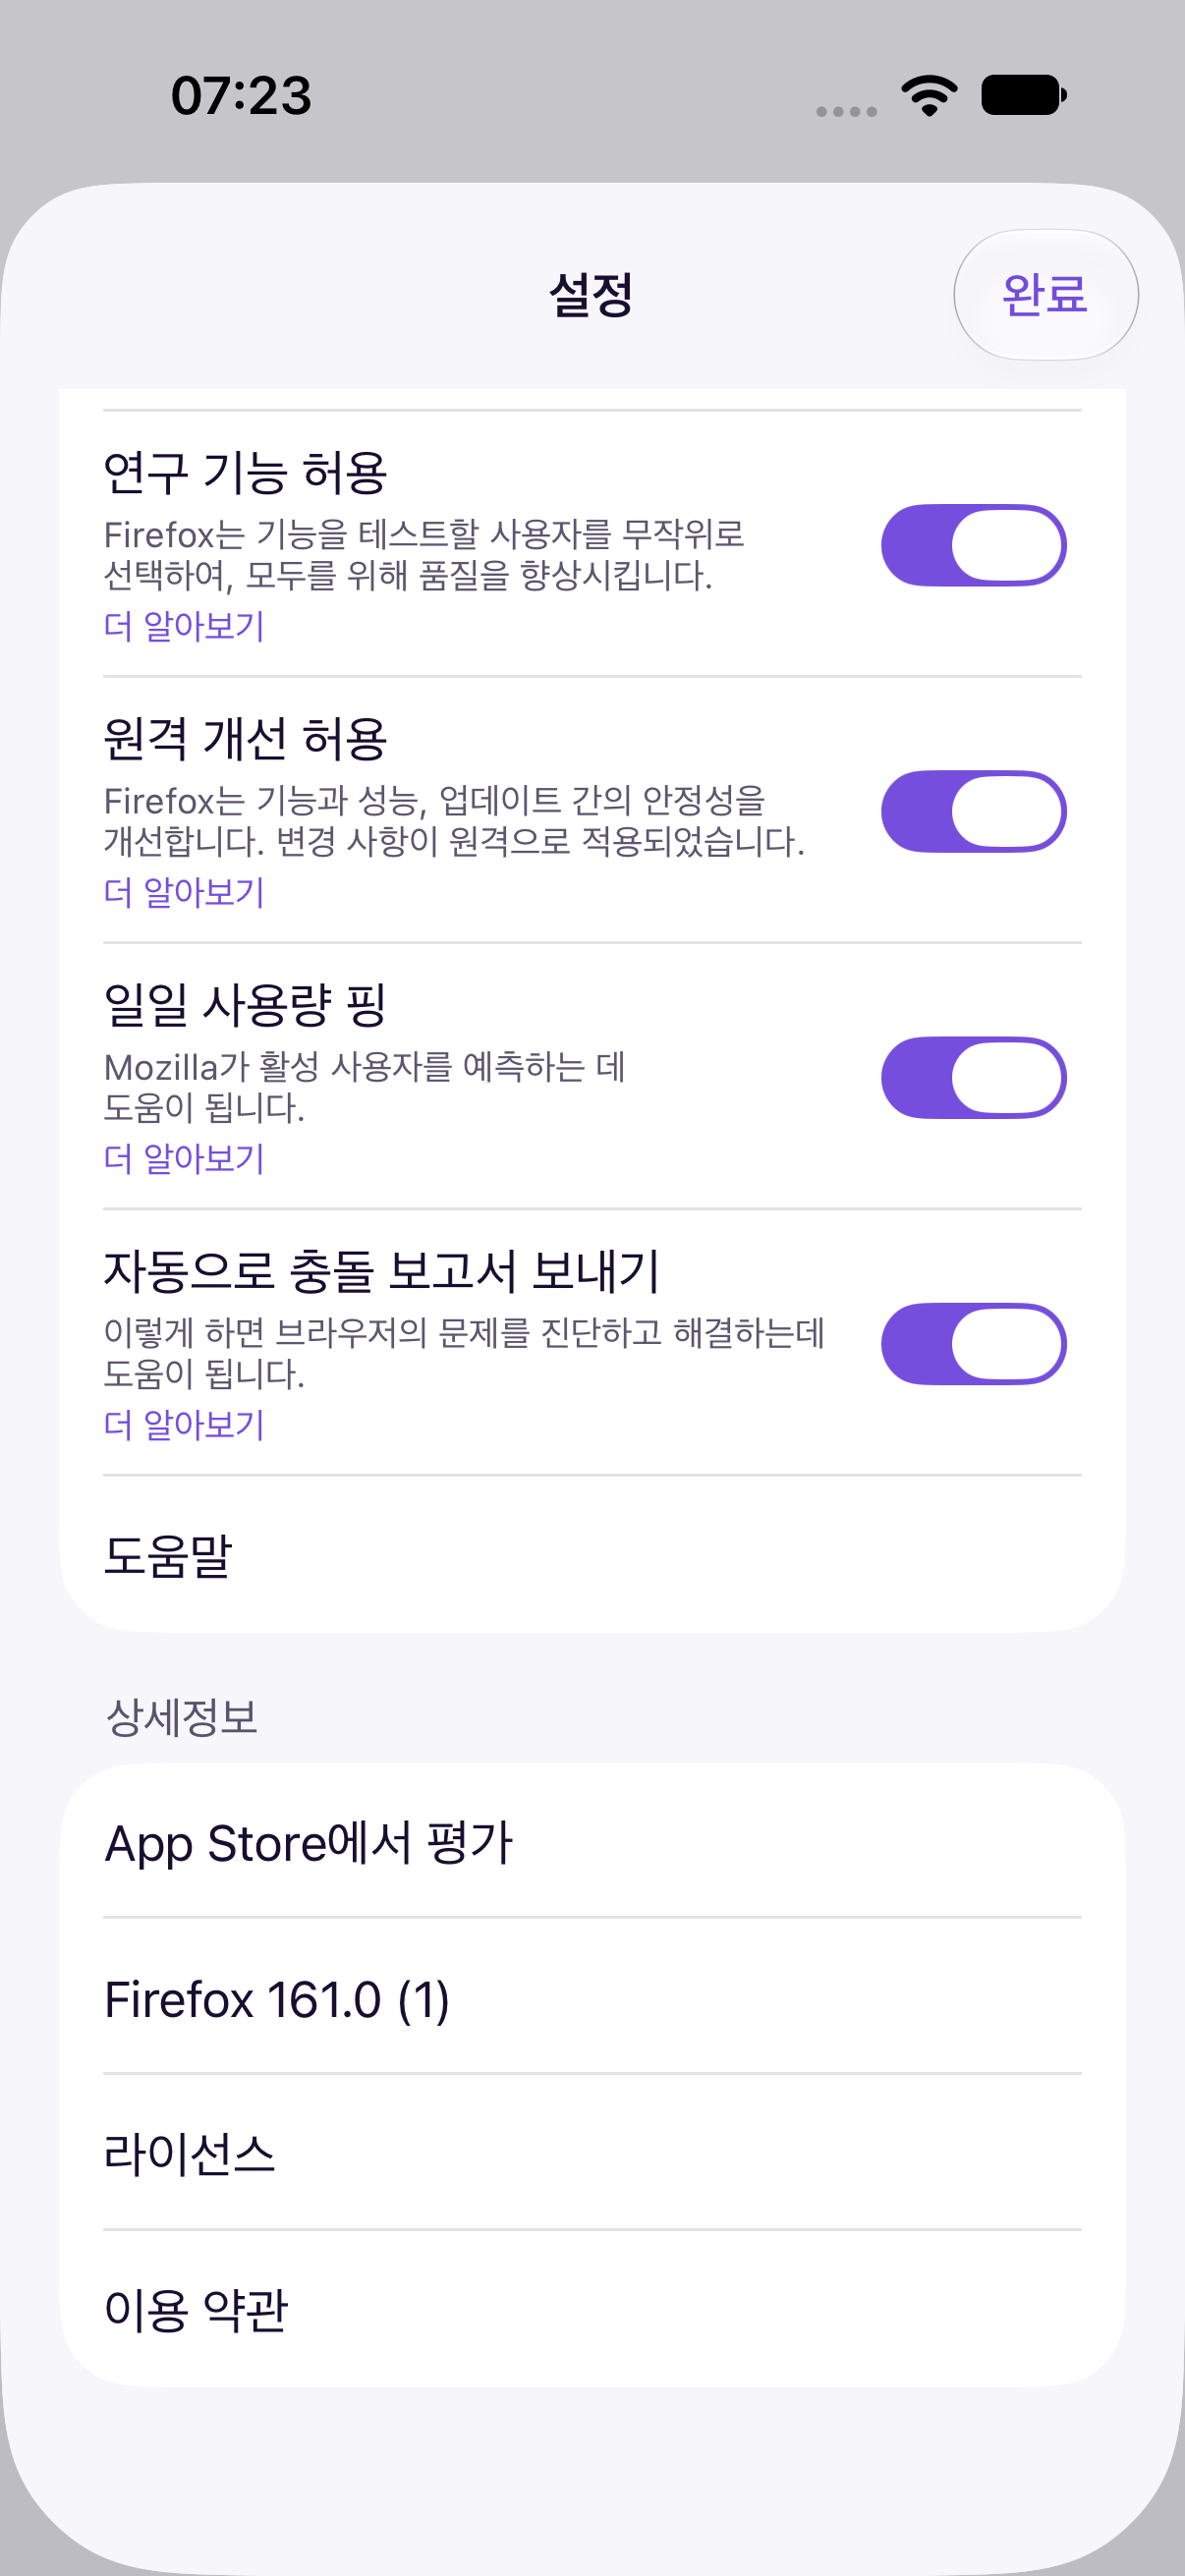 07:23
설정
완료
연구 기능 허용
Firefox는 기능을 테스트할 사용자를 무작위로
선택하여, 모두를 위해 품질을 향상시킵니다.
더 알아보기
원격 개선 허용
Firefox는 기능과 성능, 업데이트 간의 안정성을
개선합니다. 변경 사항이 원격으로 적용되었습니다.
더 알아보기
일일 사용량 핑
Mozilla가 활성 사용자를 예측하는 데
도움이 됩니다.
더 알아보기
자동으로 충돌 보고서 보내기
이렇게 하면 브라우저의 문제를 진단하고 해결하는데
도움이 됩니다.
더 알아보기
도움말
상세정보
App Store에서 평가
Firefox 161.0 (1)
라이선스
이용 약관